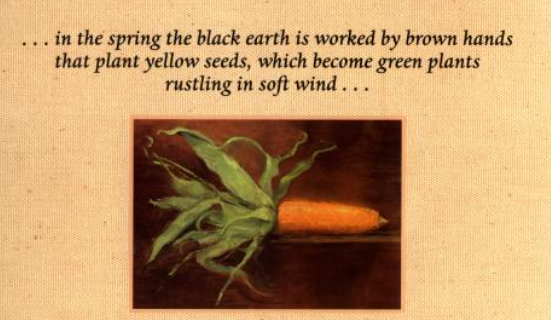 . . . in the spring the black earth is worked by brown hands
that plant yellow seeds, which become green plants
rustling in soft wind . . .